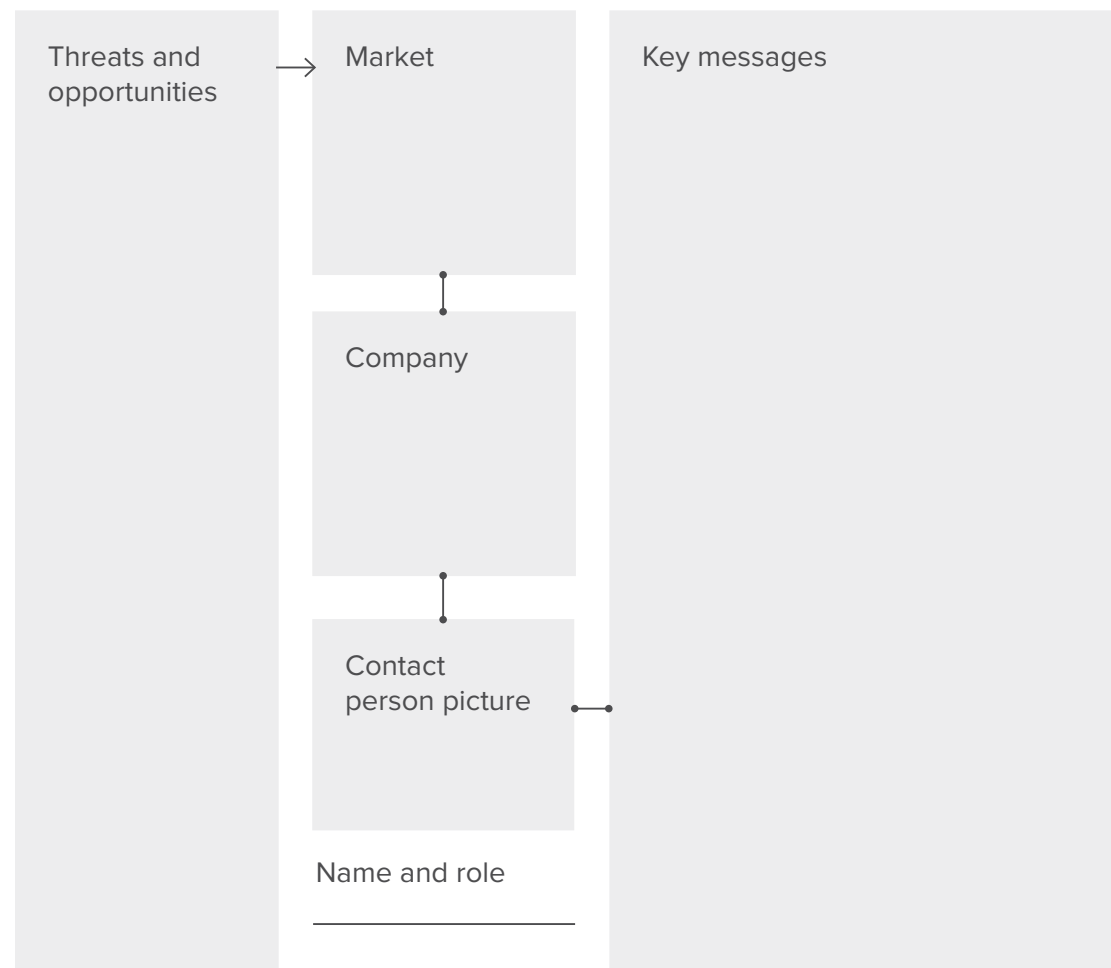 Threats and
opportunities
Market
Key messages
Company
Contact
person picture
Name and role